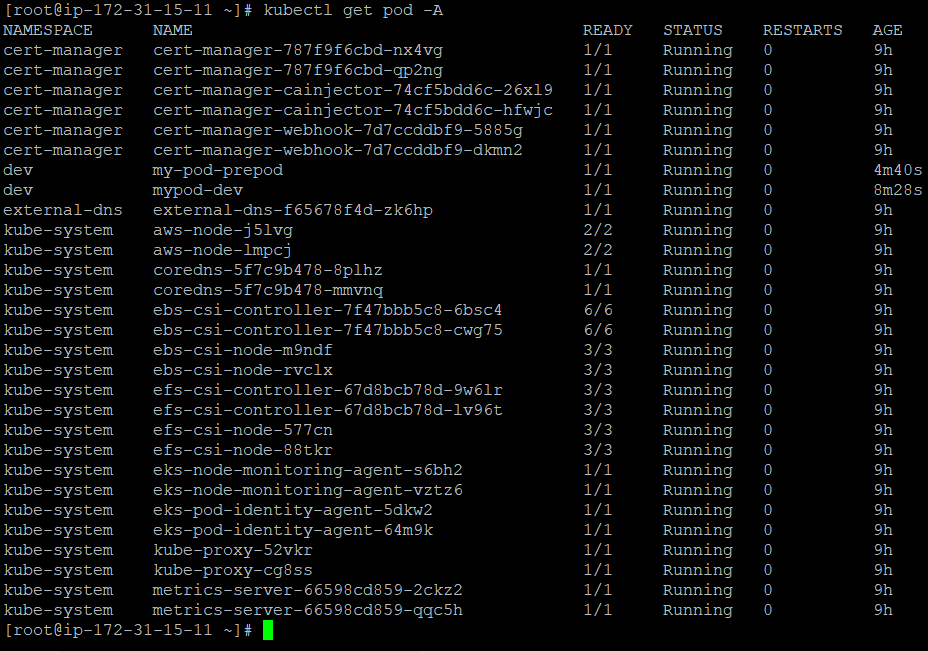 [root@ip-172-31-15-11 ~]# kubectl get pod -A
NAMESPACE      NAME                                       READY   STATUS    RESTARTS   AGE
cert-manager   cert-manager-787f9f6cbd-nx4vg              1/1     Running   0          9h
cert-manager   cert-manager-787f9f6cbd-qp2ng              1/1     Running   0          9h
cert-manager   cert-manager-cainjector-74cf5bdd6c-26xl9   1/1     Running   0          9h
cert-manager   cert-manager-cainjector-74cf5bdd6c-hfwjc   1/1     Running   0          9h
cert-manager   cert-manager-webhook-7d7ccddbf9-5885g      1/1     Running   0          9h
cert-manager   cert-manager-webhook-7d7ccddbf9-dkmn2      1/1     Running   0          9h
dev            my-pod-prepod                              1/1     Running   0          4m40s
dev            mypod-dev                                  1/1     Running   0          8m28s
external-dns   external-dns-f65678f4d-zk6hp               1/1     Running   0          9h
kube-system    aws-node-j5lvg                             2/2     Running   0          9h
kube-system    aws-node-lmpcj                             2/2     Running   0          9h
kube-system    coredns-5f7c9b478-8plhz                    1/1     Running   0          9h
kube-system    coredns-5f7c9b478-mmvnq                    1/1     Running   0          9h
kube-system    ebs-csi-controller-7f47bbb5c8-6bsc4        6/6     Running   0          9h
kube-system    ebs-csi-controller-7f47bbb5c8-cwg75        6/6     Running   0          9h
kube-system    ebs-csi-node-m9ndf                         3/3     Running   0          9h
kube-system    ebs-csi-node-rvclx                         3/3     Running   0          9h
kube-system    efs-csi-controller-67d8bcb78d-9w6lr        3/3     Running   0          9h
kube-system    efs-csi-controller-67d8bcb78d-lv96t        3/3     Running   0          9h
kube-system    efs-csi-node-577cn                         3/3     Running   0          9h
kube-system    efs-csi-node-88tkr                         3/3     Running   0          9h
kube-system    eks-node-monitoring-agent-s6bh2            1/1     Running   0          9h
kube-system    eks-node-monitoring-agent-vztz6            1/1     Running   0          9h
kube-system    eks-pod-identity-agent-5dkw2               1/1     Running   0          9h
kube-system    eks-pod-identity-agent-64m9k               1/1     Running   0          9h
kube-system    kube-proxy-52vkr                           1/1     Running   0          9h
kube-system    kube-proxy-cg8ss                           1/1     Running   0          9h
kube-system    metrics-server-66598cd859-2ckz2            1/1     Running   0          9h
kube-system    metrics-server-66598cd859-qqc5h            1/1     Running   0          9h
[root@ip-172-31-15-11 ~]#